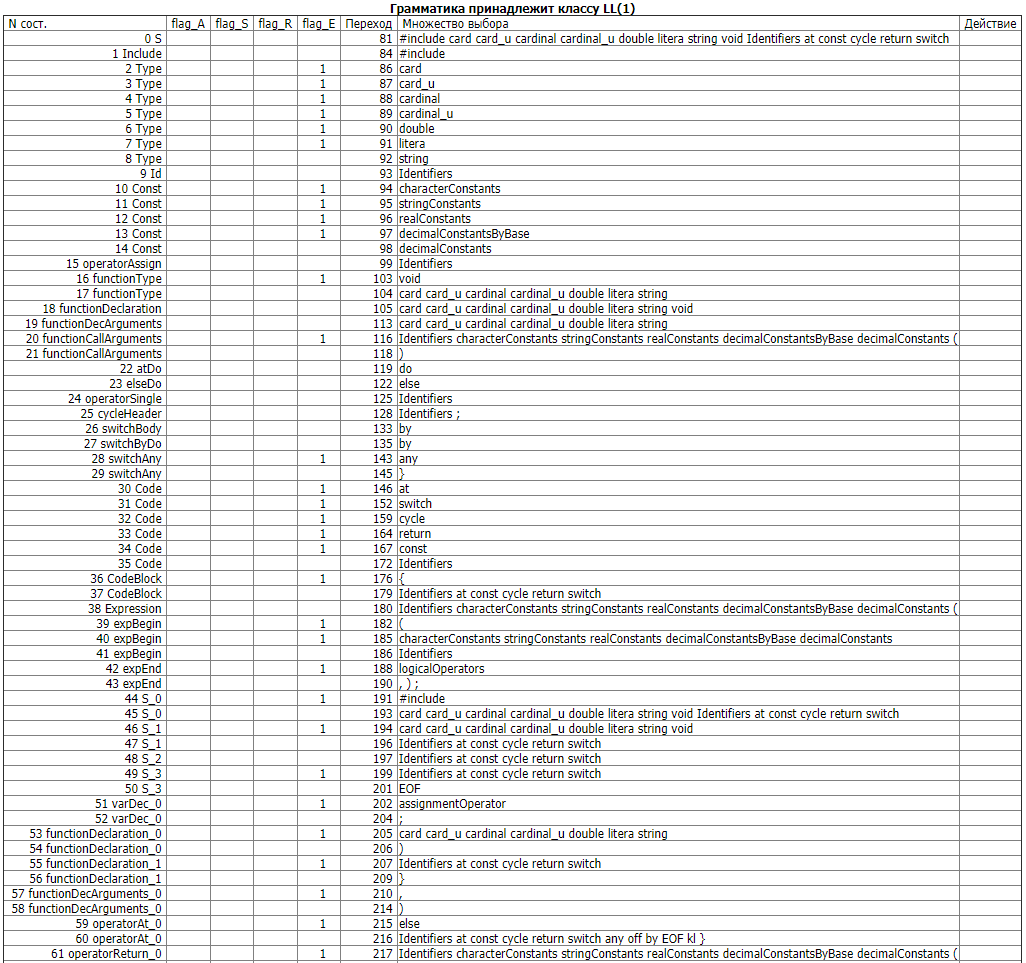 Грамматика принадлежит классу LL(1)
N сост. flag_A flag_S flag_R flag_E Переход Множество выбора Действие
0 S 81 #include card card_u cardinal cardinal_u double litera string void Identifiers at const cycle return switch
1 Include 84 #include
2 Type 1 86 card
3 Type 1 87 card_u
4 Type 1 88 cardinal
5 Type 1 89 cardinal_u
6 Type 1 90 double
7 Type 1 91 litera
8 Type 92 string
9 Id 93 Identifiers
10 Const 1 94 characterConstants
11 Const 1 95 stringConstants
12 Const 1 96 realConstants
13 Const 1 97 decimalConstantsByBase
14 Const 98 decimalConstants
15 operatorAssign 99 Identifiers
16 functionType 1 103 void
17 functionType 104 card card_u cardinal cardinal_u double litera string
18 functionDeclaration 105 card card_u cardinal cardinal_u double litera string void
19 functionDecArguments 113 card card_u cardinal cardinal_u double litera string
20 functionCallArguments 1 116 Identifiers characterConstants stringConstants realConstants decimalConstantsByBase decimalConstants (
21 functionCallArguments 118 )
22 atDo 119 do
23 elseDo 122 else
24 operatorSingle 125 Identifiers
25 cycleHeader 128 Identifiers ;
26 switchBody 133 by
27 switchByDo 135 by
28 switchAny 1 143 any
29 switchAny 145 }
30 Code 1 146 at
31 Code 1 152 switch
32 Code 1 159 cycle
33 Code 1 164 return
34 Code 1 167 const
35 Code 172 Identifiers
36 CodeBlock 1 176 {
37 CodeBlock 179 Identifiers at const cycle return switch
38 Expression 180 Identifiers characterConstants stringConstants realConstants decimalConstantsByBase decimalConstants (
39 expBegin 1 182 (
40 expBegin 1 185 characterConstants stringConstants realConstants decimalConstantsByBase decimalConstants
41 expBegin 186 Identifiers
42 expEnd 1 188 logicalOperators
43 expEnd 190 , ) ;
44 S_0 1 191 #include
45 S_0 193 card card_u cardinal cardinal_u double litera string void Identifiers at const cycle return switch
46 S_1 1 194 card card_u cardinal cardinal_u double litera string void
47 S_1 196 Identifiers at const cycle return switch
48 S_2 197 Identifiers at const cycle return switch
49 S_3 1 199 Identifiers at const cycle return switch
50 S_3 201 EOF
51 varDec_0 1 202 assignmentOperator
52 varDec_0 204 ;
53 functionDeclaration_0 1 205 card card_u cardinal cardinal_u double litera string
54 functionDeclaration_0 206 )
55 functionDeclaration_1 1 207 Identifiers at const cycle return switch
56 functionDeclaration_1 209 }
57 functionDecArguments_0 1 210 ,
58 functionDecArguments_0 214 )
59 operatorAt_0 1 215 else
60 operatorAt_0 216 Identifiers at const cycle return switch any off by EOF kl }
61 operatorReturn_0 1 217 Identifiers characterConstants stringConstants realConstants decimalConstantsByBase decimalConstants (